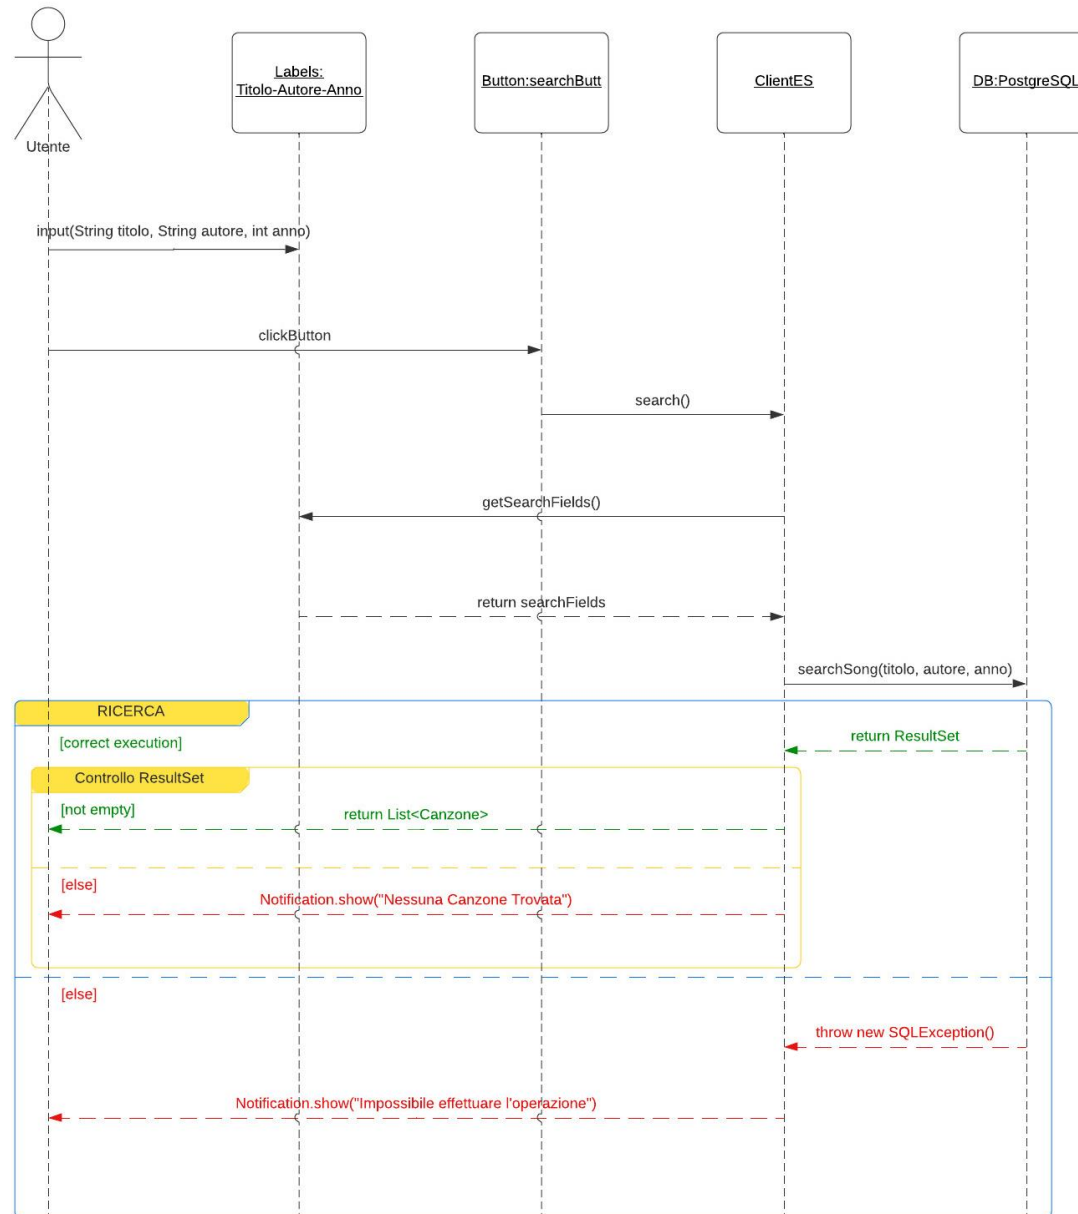 Labels:
Titolo-Autore-Anno
Button:searchButt
ClientES
DB:PostgreSQL
Utente
input(String titolo, String autore, int anno)
clickButton
search()
getSearchFields()
return searchFields
searchSong(titolo, autore, anno)
RICERCA
[correct execution]
return ResultSet
Controllo ResultSet
[not empty]
return List<Canzone>
[else]
Notification.show("Nessuna Canzone Trovata")
[else]
throw new SQLException()
Notification.show("Impossibile effettuare l'operazione")